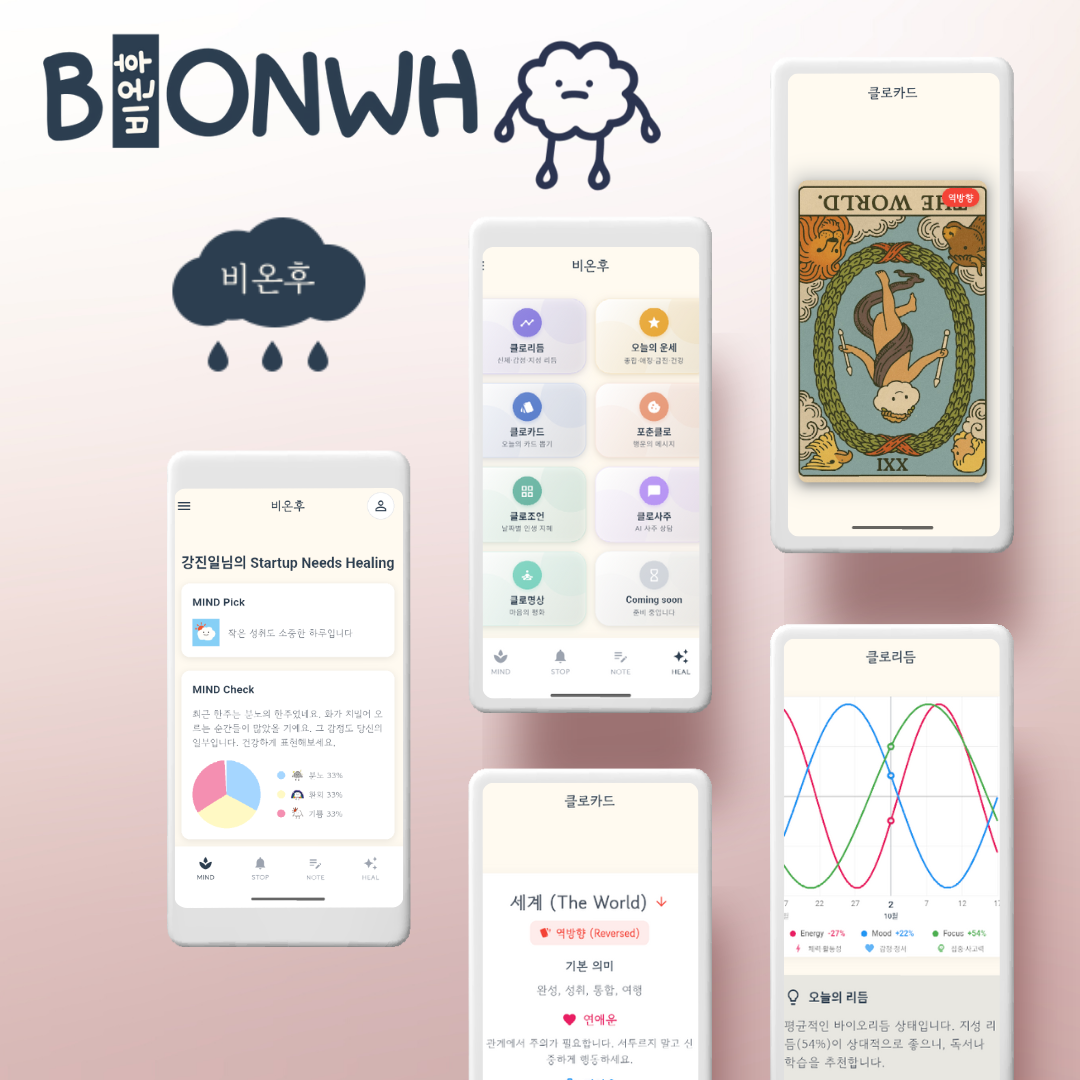 BIONWH
비온후
비온후
비온후
강진일님의 Startup Needs Healing
MIND Pick
작은 성취도 소중한 하루입니다
MIND Check
최근 한주는 분노의 한주였네요. 화가 치밀어 오
르는 순간들이 많았을 거예요. 그 감정도 당신의
일부입니다. 건강하게 표현해보세요.
분노 33%
후회 33%
기쁨 33%
MIND
STOP
NOTE
HEAL
비온후
클로리듬
신체·감정·지성 리듬
오늘의 운세
종합·애정·금전·건강
클로카드
오늘의 카드 뽑기
포춘클로
행운의 메시지
클로조언
날짜별 인생 지혜
클로사주
AI 사주 상담
클로명상
마음의 평화
Coming soon
준비 중입니다
MIND
STOP
NOTE
HEAL
클로카드
세계 (The World)
역방향 (Reversed)
기본 의미
완성, 성취, 통합, 여행
연애운
관계에서 주의가 필요합니다. 서두르지 말고 신
중하게 행동하세요.
클로카드
역방향
THE WORLD.
XXI
클로리듬
7 22 27 2 7 12 17
월 10월
Energy -27% Mood +22% Focus +54%
체력·활동성 감정·정서 집중·사고력
오늘의 리듬
평균적인 바이오리듬 상태입니다. 지성 리
듬(54%)이 상대적으로 좋으니, 독서나
학습을 추천합니다.